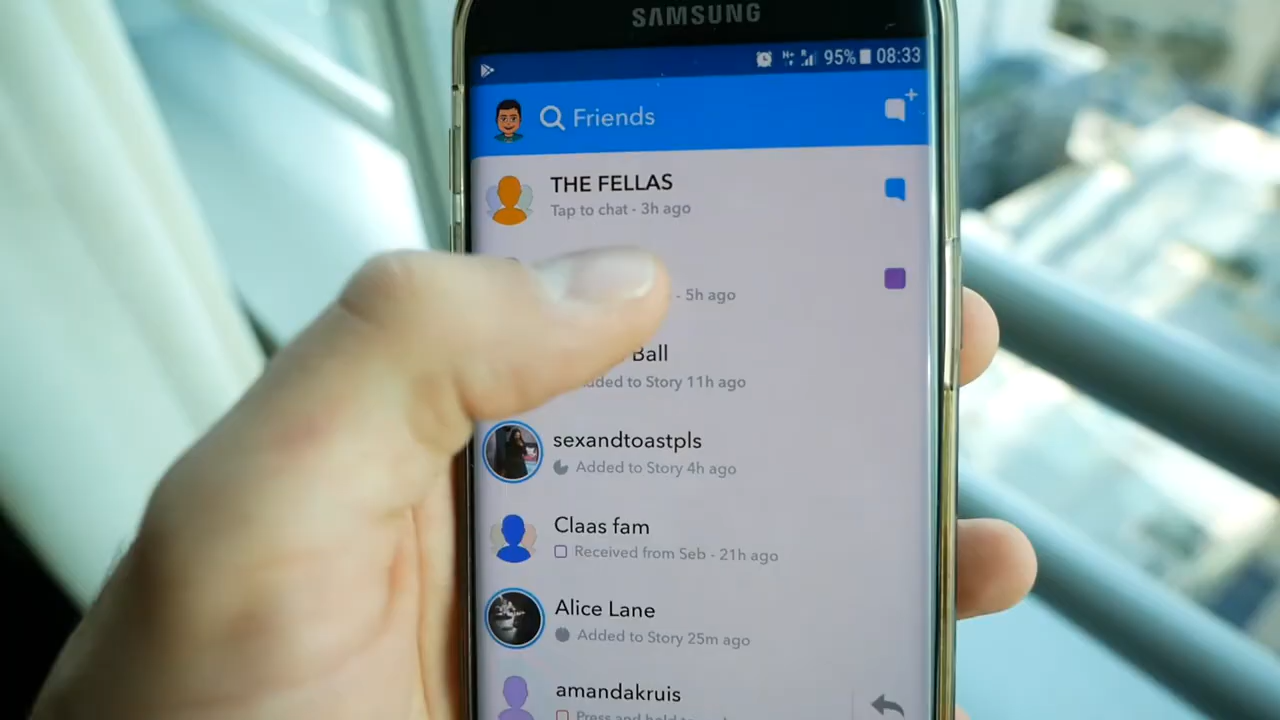 SAMSUNG
95% 08:33
Friends
THE FELLAS
Tap to chat - 3h ago
- 5h ago
Ball
Added to Story 11h ago
sexandtoastpls
Added to Story 4h ago
Claas fam
Received from Seb - 21h ago
Alice Lane
Added to Story 25m ago
amandakruis
Press and hold to